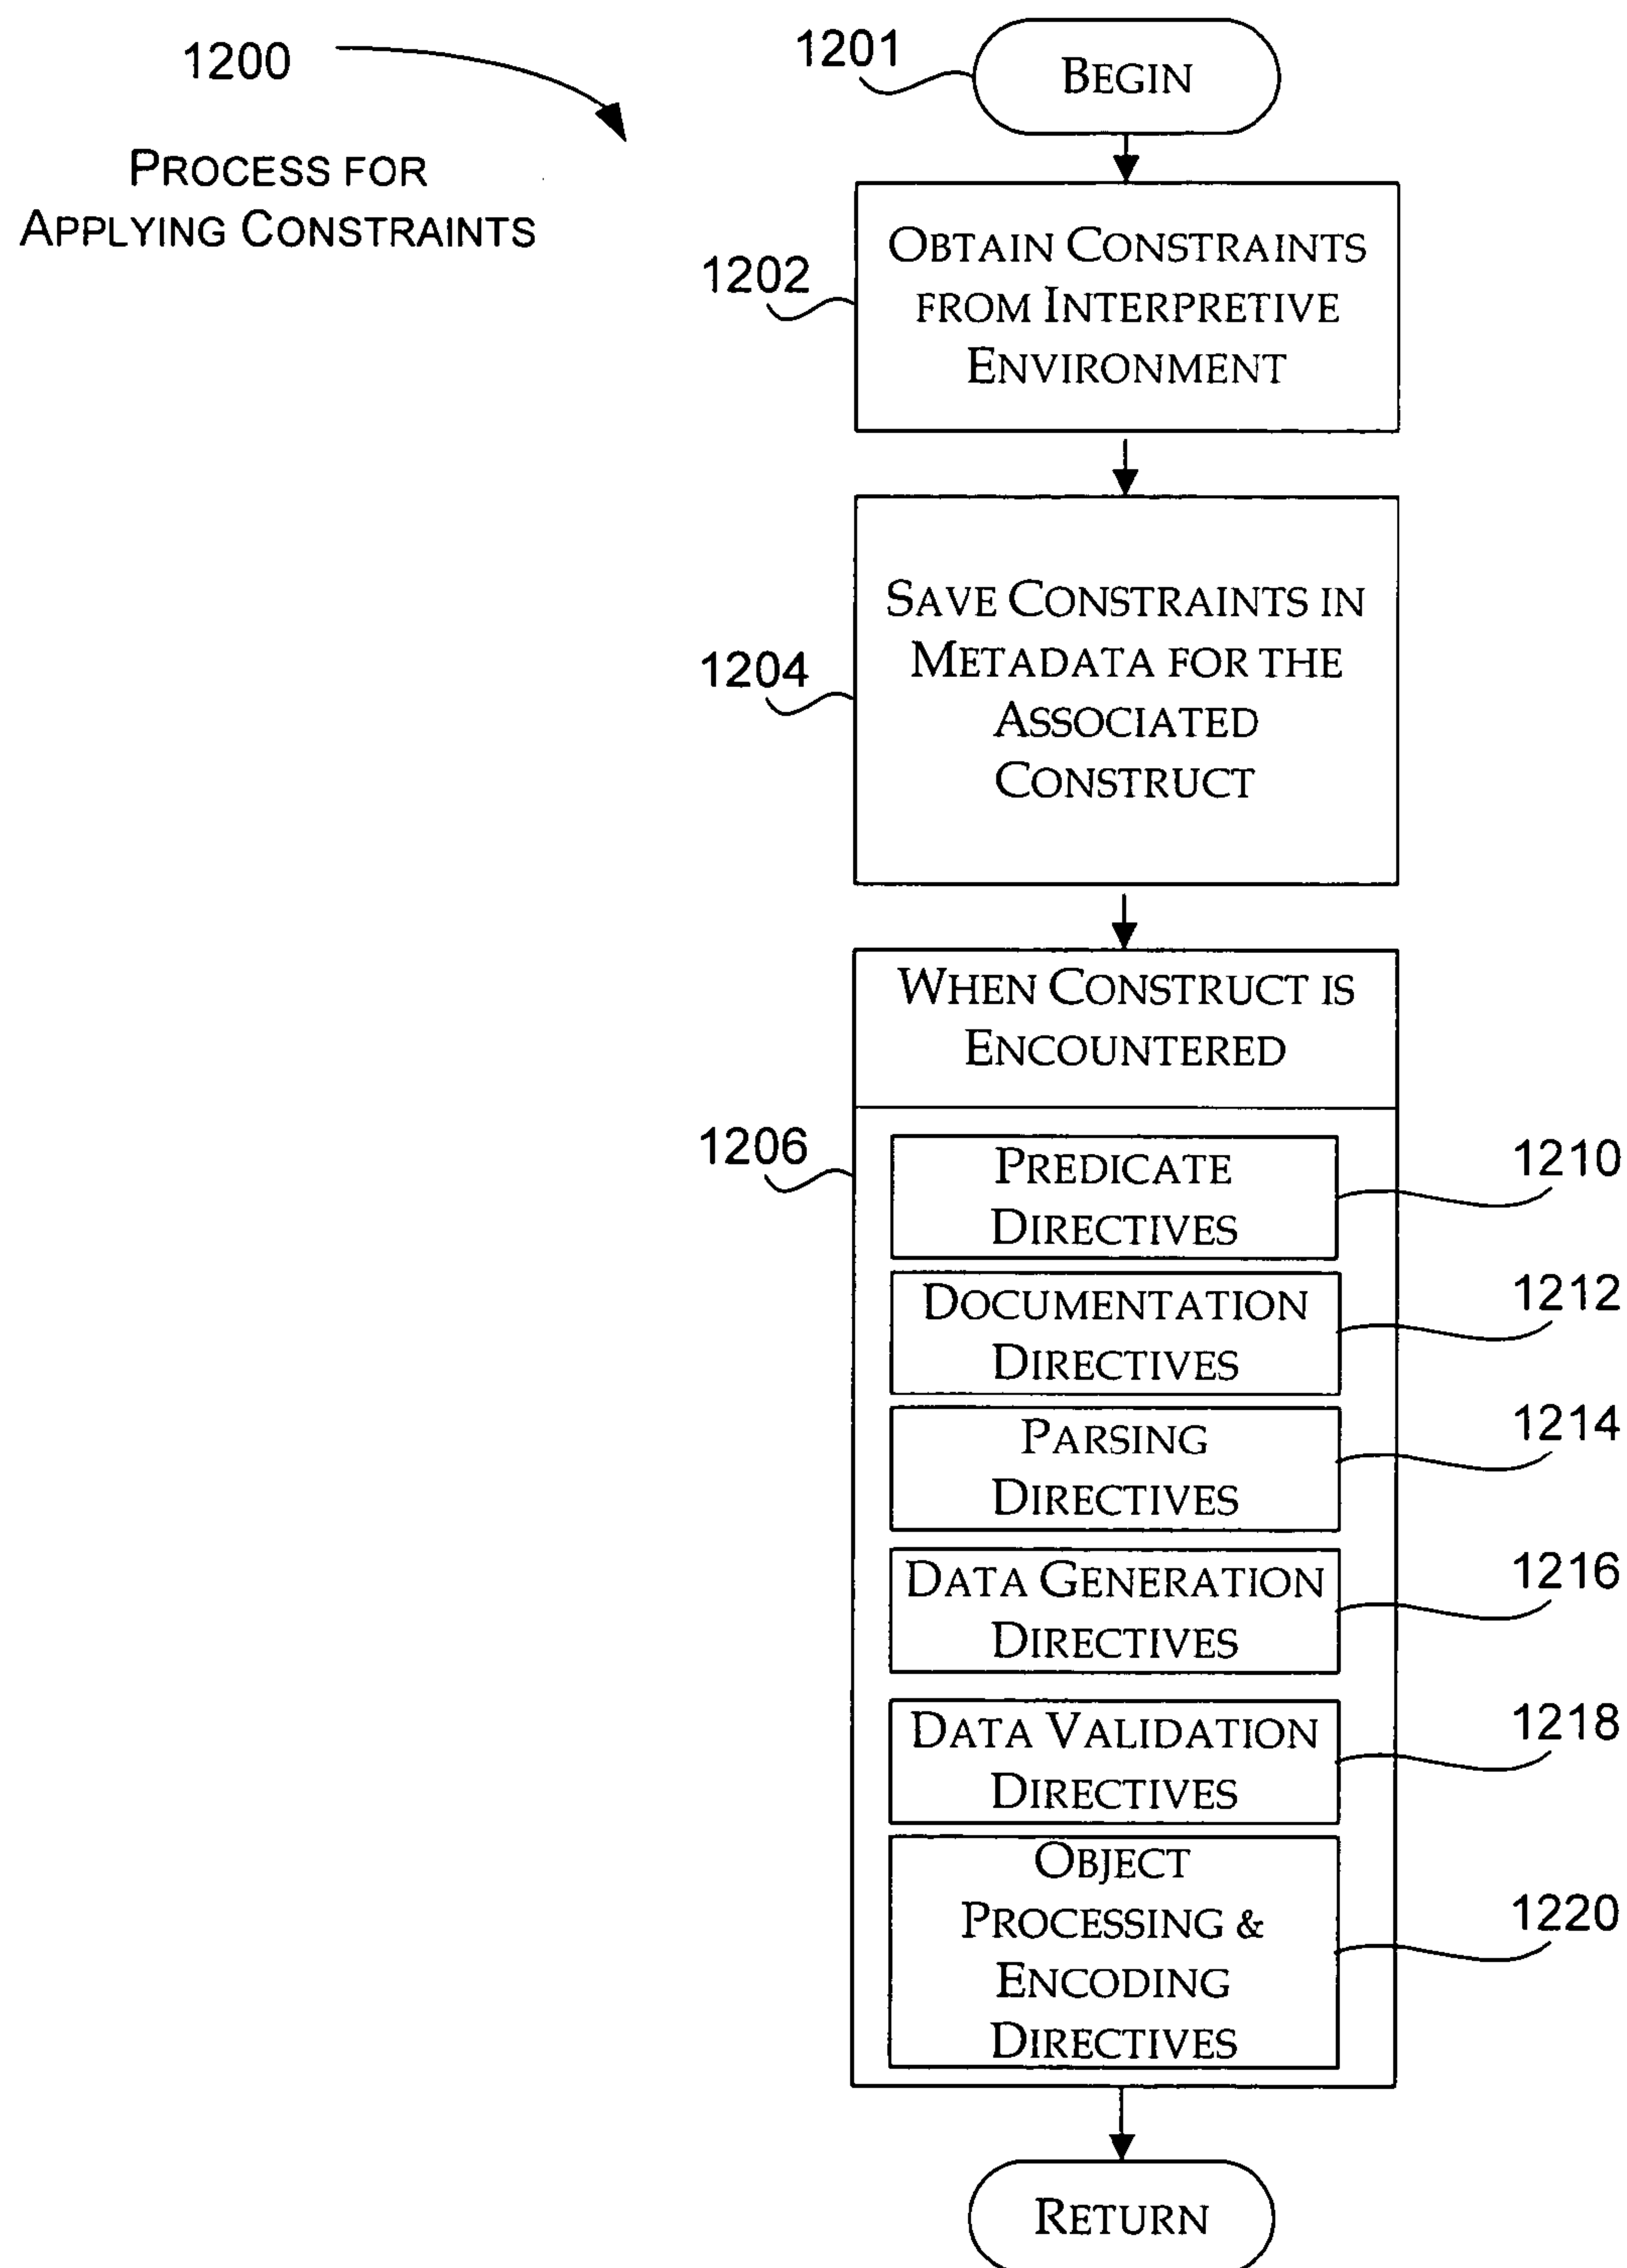 1200
PROCESS FOR
APPLYING CONSTRAINTS
1201
BEGIN
1202
OBTAIN CONSTRAINTS
FROM INTERPRETIVE
ENVIRONMENT
1204
SAVE CONSTRAINTS IN
METADATA FOR THE
ASSOCIATED
CONSTRUCT
WHEN CONSTRUCT IS
ENCOUNTERED
1206
PREDICATE
DIRECTIVES
1210
DOCUMENTATION
DIRECTIVES
1212
PARSING
DIRECTIVES
1214
DATA GENERATION
DIRECTIVES
1216
DATA VALIDATION
DIRECTIVES
1218
OBJECT
PROCESSING &
ENCODING
DIRECTIVES
1220
RETURN